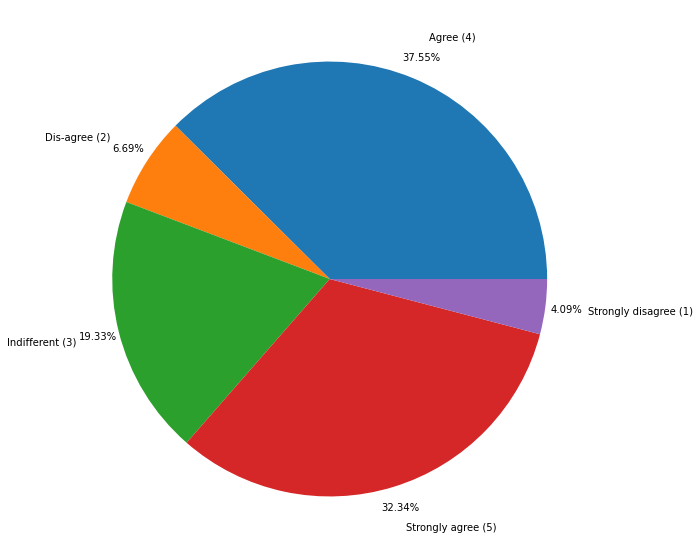 Agree (4)
37.55%
Dis-agree (2)
6.69%
Indifferent (3)
19.33%
4.09%
Strongly disagree (1)
32.34%
Strongly agree (5)